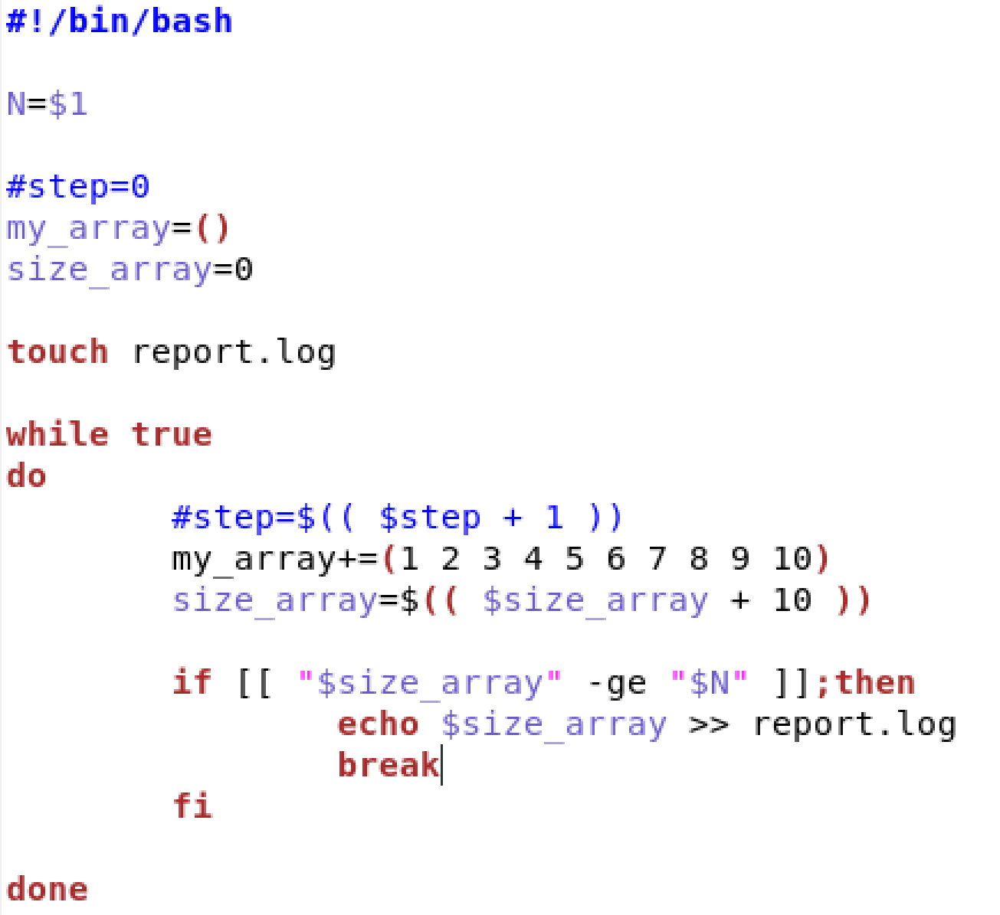 #!/bin/bash
N=$1
#step=0
my_array=()
size_array=0
touch report.log
while true
do
#step=$(( $step + 1 ))
my_array+=(1 2 3 4 5 6 7 8 9 10)
size_array=$(( $size_array + 10 ))
if [[ "$size_array" -ge "$N" ]];then
echo $size_array >> report.log
break
fi
done